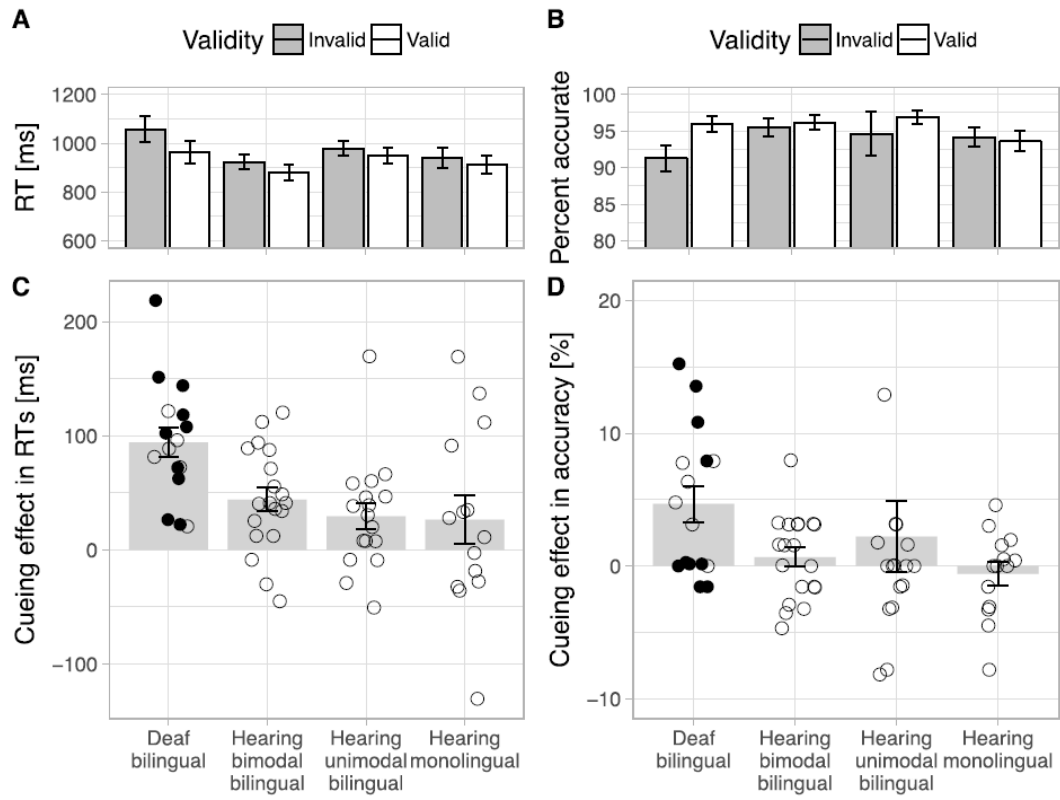 A
Validity Invalid Valid
RT [ms]
1200
1000
800
600
B
Validity Invalid Valid
Percent accurate
100
95
90
85
80
C
Cueing effect in RTs [ms]
200
100
0
−100
Deaf
bilingual
Hearing
bimodal
bilingual
Hearing
unimodal
bilingual
Hearing
monolingual
D
Cueing effect in accuracy [%]
20
10
0
−10
Deaf
bilingual
Hearing
bimodal
bilingual
Hearing
unimodal
bilingual
Hearing
monolingual